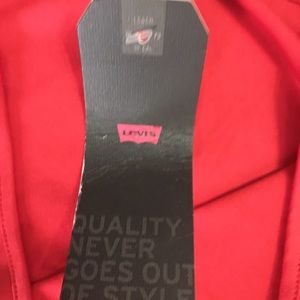 LEVI'S
QUALITY
NEVER
GOES OUT
OF STYLE